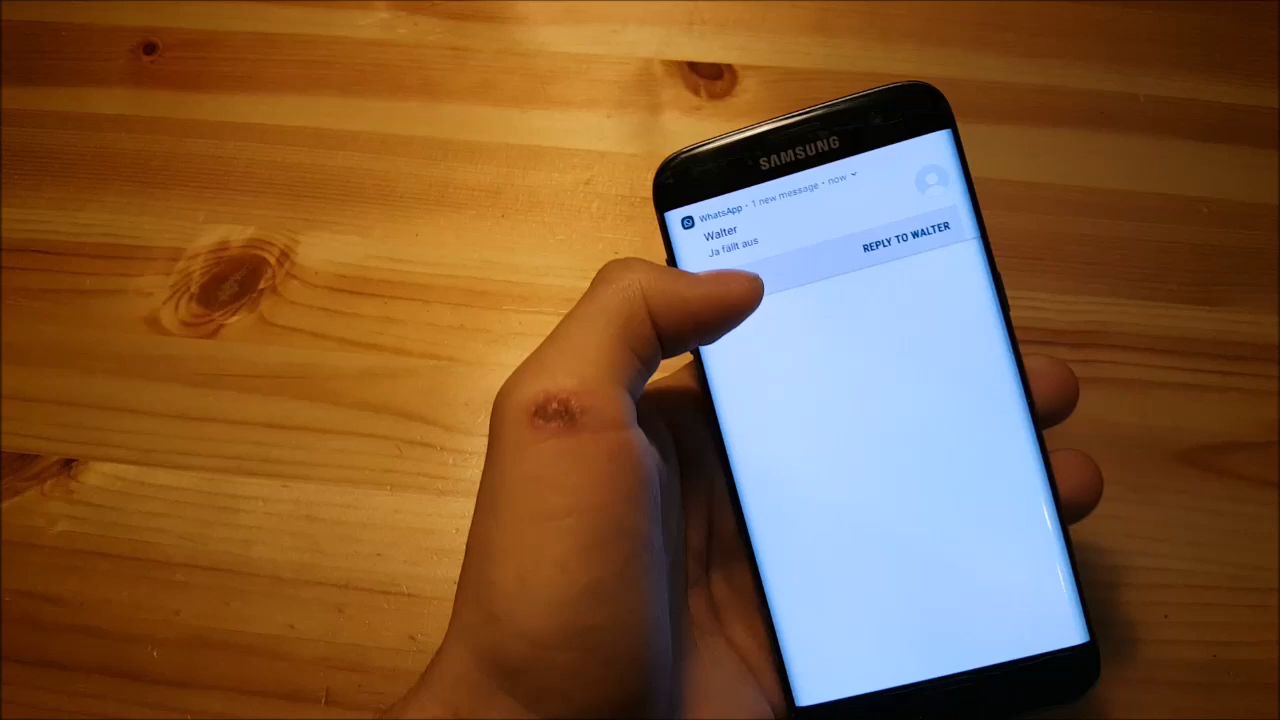 SAMSUNG
WhatsApp • 1 new message • now
Walter
Ja fällt aus
REPLY TO WALTER